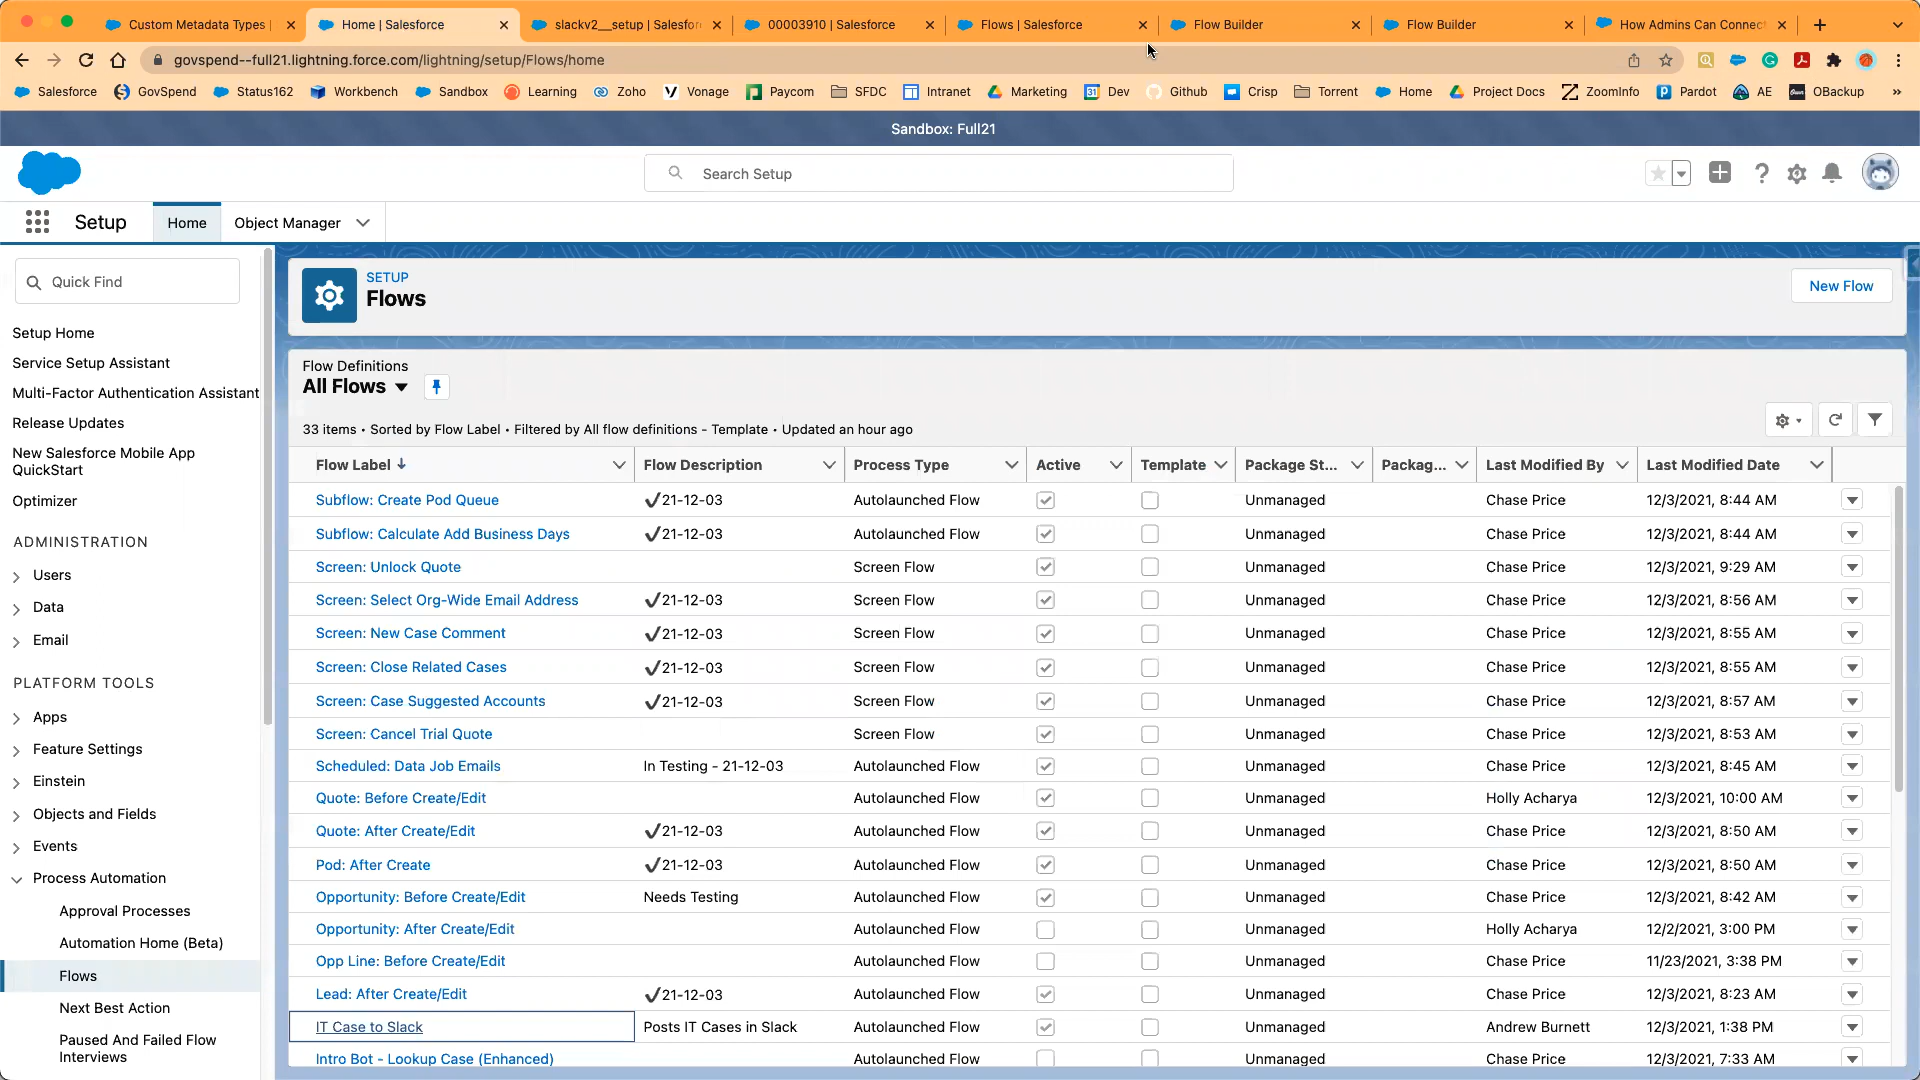 Custom Metadata Types |
Home | Salesforce
slackv2__setup | Salesfor
00003910 | Salesforce
Flows | Salesforce
Flow Builder
Flow Builder
How Admins Can Connec
govspend--full21.lightning.force.com/lightning/setup/Flows/home
Salesforce GovSpend Status162 Workbench Sandbox Learning Zoho Vonage Paycom SFDC Intranet Marketing Dev Github Crisp Torrent Home Project Docs ZoomInfo Pardot AE OBackup »
Sandbox: Full21
Search Setup
Setup Home Object Manager
Quick Find
Setup Home
Service Setup Assistant
Multi-Factor Authentication Assistant
Release Updates
New Salesforce Mobile App
QuickStart
Optimizer
ADMINISTRATION
Users
Data
Email
PLATFORM TOOLS
Apps
Feature Settings
Einstein
Objects and Fields
Events
Process Automation
Approval Processes
Automation Home (Beta)
Flows
Next Best Action
Paused And Failed Flow
Interviews
SETUP
Flows
New Flow
Flow Definitions
All Flows
33 items • Sorted by Flow Label • Filtered by All flow definitions - Template • Updated an hour ago
Flow Label ↓ Flow Description Process Type Active Template Package St... Packag... Last Modified By Last Modified Date
Subflow: Create Pod Queue ✔21-12-03 Autolaunched Flow Unmanaged Chase Price 12/3/2021, 8:44 AM
Subflow: Calculate Add Business Days ✔21-12-03 Autolaunched Flow Unmanaged Chase Price 12/3/2021, 8:44 AM
Screen: Unlock Quote Screen Flow Unmanaged Chase Price 12/3/2021, 9:29 AM
Screen: Select Org-Wide Email Address ✔21-12-03 Screen Flow Unmanaged Chase Price 12/3/2021, 8:56 AM
Screen: New Case Comment ✔21-12-03 Screen Flow Unmanaged Chase Price 12/3/2021, 8:55 AM
Screen: Close Related Cases ✔21-12-03 Screen Flow Unmanaged Chase Price 12/3/2021, 8:55 AM
Screen: Case Suggested Accounts ✔21-12-03 Screen Flow Unmanaged Chase Price 12/3/2021, 8:57 AM
Screen: Cancel Trial Quote Screen Flow Unmanaged Chase Price 12/3/2021, 8:53 AM
Scheduled: Data Job Emails In Testing - 21-12-03 Autolaunched Flow Unmanaged Chase Price 12/3/2021, 8:45 AM
Quote: Before Create/Edit Autolaunched Flow Unmanaged Holly Acharya 12/3/2021, 10:00 AM
Quote: After Create/Edit ✔21-12-03 Autolaunched Flow Unmanaged Chase Price 12/3/2021, 8:50 AM
Pod: After Create ✔21-12-03 Autolaunched Flow Unmanaged Chase Price 12/3/2021, 8:50 AM
Opportunity: Before Create/Edit Needs Testing Autolaunched Flow Unmanaged Chase Price 12/3/2021, 8:42 AM
Opportunity: After Create/Edit Autolaunched Flow Unmanaged Holly Acharya 12/2/2021, 3:00 PM
Opp Line: Before Create/Edit Autolaunched Flow Unmanaged Chase Price 11/23/2021, 3:38 PM
Lead: After Create/Edit ✔21-12-03 Autolaunched Flow Unmanaged Chase Price 12/3/2021, 8:23 AM
IT Case to Slack Posts IT Cases in Slack Autolaunched Flow Unmanaged Andrew Burnett 12/3/2021, 1:38 PM
Intro Bot - Lookup Case (Enhanced) Autolaunched Flow Unmanaged Chase Price 12/3/2021, 7:33 AM